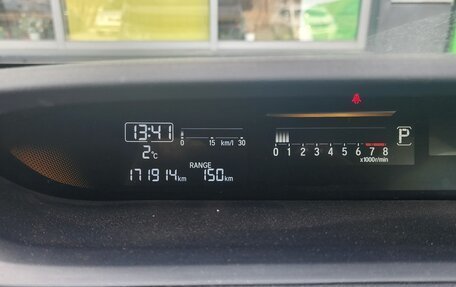 13:41
0 15 km/l 30
2°C
RANGE
171914km 150km
P
0 1 2 3 4 5 6 7 8
x1000r/min